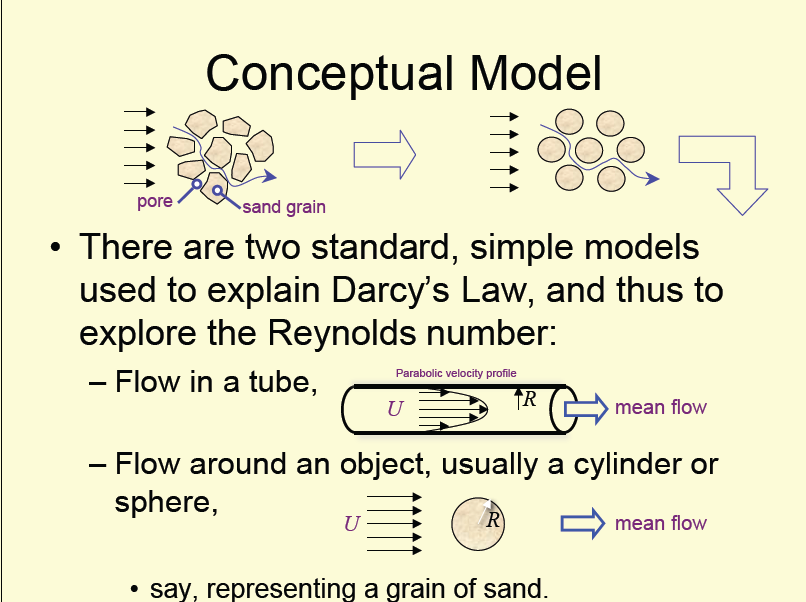 Conceptual Model
pore
sand grain
• There are two standard, simple models
used to explain Darcy’s Law, and thus to
explore the Reynolds number:
Parabolic velocity profile
– Flow in a tube,
U
R
mean flow
– Flow around an object, usually a cylinder or
sphere,
U
R
mean flow
• say, representing a grain of sand.